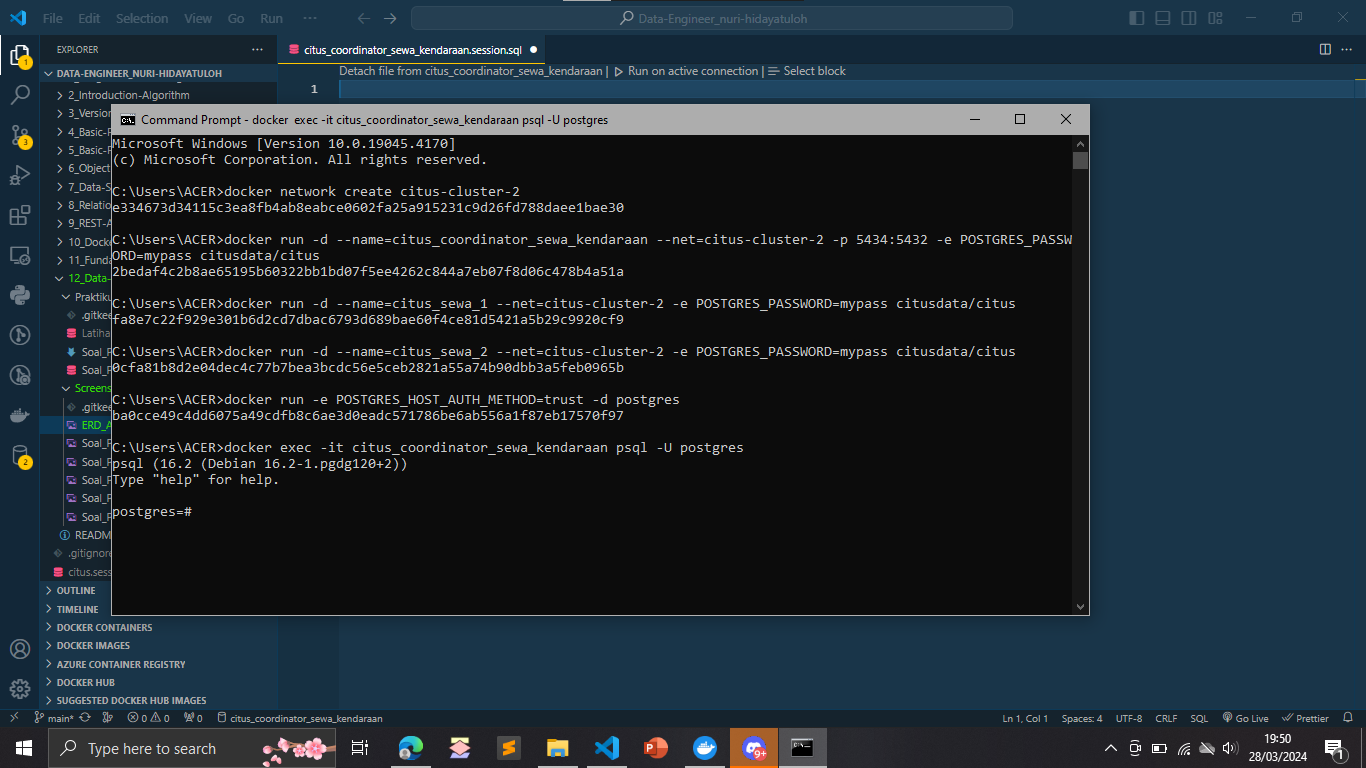 File Edit Selection View Go Run ··· Data-Engineer_nuri-hidayatuloh
EXPLORER ···
citus_coordinator_sewa_kendaraan.session.sql
DATA-ENGINEER_NURI-HIDAYATULOH
Detach file from citus_coordinator_sewa_kendaraan | Run on active connection | Select block
1
2_Introduction-Algorithm
3_Version
4_Basic-P
5_Basic-P
6_Object
7_Data-S
8_Relatio
9_REST-A
10_Docke
11_Funda
12_Data-
Praktiku
.gitkee
Latiha
Soal_P
Soal_P
Screens
.gitkee
ERD_A
Soal_P
Soal_P
Soal_P
Soal_P
Soal_P
READM
.gitignore
citus.sess
OUTLINE
TIMELINE
DOCKER CONTAINERS
DOCKER IMAGES
AZURE CONTAINER REGISTRY
DOCKER HUB
SUGGESTED DOCKER HUB IMAGES
1
3
2
Command Prompt - docker exec -it citus_coordinator_sewa_kendaraan psql -U postgres
Microsoft Windows [Version 10.0.19045.4170]
(c) Microsoft Corporation. All rights reserved.
C:\Users\ACER>docker network create citus-cluster-2
e334673d34115c3ea8fb4ab8eabce0602fa25a915231c9d26fd788daee1bae30
C:\Users\ACER>docker run -d --name=citus_coordinator_sewa_kendaraan --net=citus-cluster-2 -p 5434:5432 -e POSTGRES_PASSW
ORD=mypass citusdata/citus
2bedaf4c2b8ae65195b60322bb1bd07f5ee4262c844a7eb07f8d06c478b4a51a
C:\Users\ACER>docker run -d --name=citus_sewa_1 --net=citus-cluster-2 -e POSTGRES_PASSWORD=mypass citusdata/citus
fa8e7c22f929e301b6d2cd7dbac6793d689bae60f4ce81d5421a5b29c9920cf9
C:\Users\ACER>docker run -d --name=citus_sewa_2 --net=citus-cluster-2 -e POSTGRES_PASSWORD=mypass citusdata/citus
0cfa81b8d2e04dec4c77b7bea3bcdc56e5ceb2821a55a74b90dbb3a5feb0965b
C:\Users\ACER>docker run -e POSTGRES_HOST_AUTH_METHOD=trust -d postgres
ba0cce49c4dd6075a49cdfb8c6ae3d0eadc571786be6ab556a1f87eb17570f97
C:\Users\ACER>docker exec -it citus_coordinator_sewa_kendaraan psql -U postgres
psql (16.2 (Debian 16.2-1.pgdg120+2))
Type "help" for help.
postgres=#
main* 0 0 0 citus_coordinator_sewa_kendaraan Ln 1, Col 1 Spaces: 4 UTF-8 CRLF SQL Go Live Prettier
Type here to search
9+
19:50
28/03/2024
1